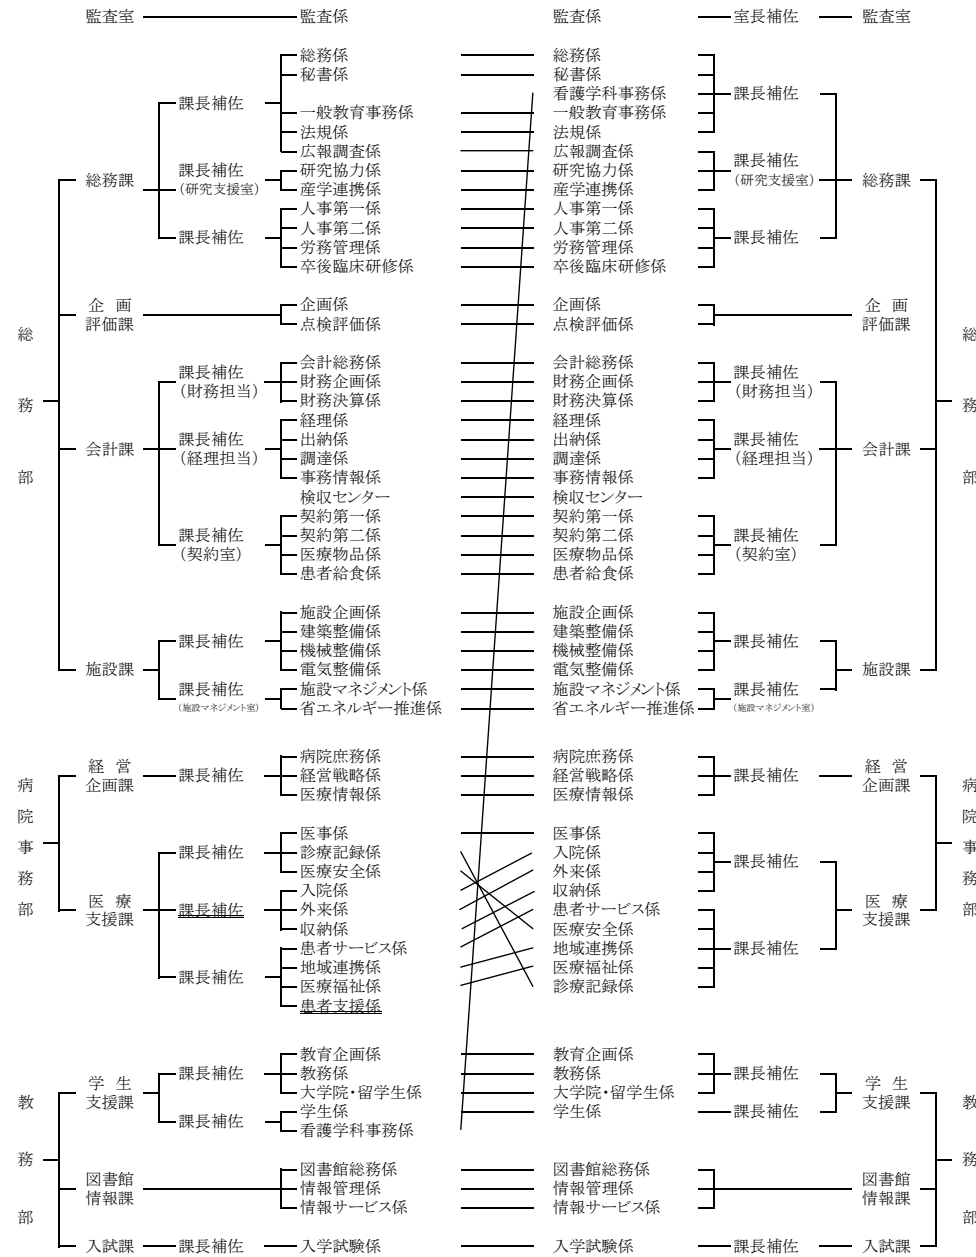 監査室 監査係 監査係 室長補佐 監査室
総務係 総務係
秘書係 秘書係
看護学科事務係
課長補佐 課長補佐
一般教育事務係 一般教育事務係
法規係 法規係
広報調査係 広報調査係
課長補佐 研究協力係 研究協力係 課長補佐
総務課 (研究支援室) 産学連携係 産学連携係 (研究支援室) 総務課
人事第一係 人事第一係
人事第二係 人事第二係
課長補佐 課長補佐
労務管理係 労務管理係
卒後臨床研修係 卒後臨床研修係
企画 企画係 企画係 企画
評価課 点検評価係 点検評価係 評価課
総務部 総務部
会計総務係 会計総務係
課長補佐 課長補佐
(財務担当) 財務企画係 財務企画係 (財務担当)
財務決算係 財務決算係
経理係 経理係
課長補佐 出納係 出納係 課長補佐
会計課 (経理担当) 調達係 調達係 (経理担当) 会計課
事務情報係 事務情報係
検収センター 検収センター
契約第一係 契約第一係
課長補佐 契約第二係 契約第二係 課長補佐
(契約室) 医療物品係 医療物品係 (契約室)
患者給食係 患者給食係
施設企画係 施設企画係
課長補佐 建築整備係 建築整備係 課長補佐
機械整備係 機械整備係
施設課 電気整備係 電気整備係 施設課
課長補佐 施設マネジメント係 施設マネジメント係 課長補佐
(施設マネジメント室) 省エネルギー推進係 省エネルギー推進係 (施設マネジメント室)
病院庶務係 病院庶務係
経営 経営
企画課 課長補佐 経営戦略係 経営戦略係 課長補佐 企画課
医療情報係 医療情報係
病院事務部 病院事務部
医事係 医事係
課長補佐 診療記録係 入院係 課長補佐
医療安全係 外来係
入院係 収納係
医療 医療
支援課 課長補佐 外来係 患者サービス係 支援課
収納係 医療安全係
患者サービス係 地域連携係 課長補佐
課長補佐 地域連携係 医療福祉係
医療福祉係 診療記録係
患者支援係
教育企画係 教育企画係
学生 課長補佐 教務係 教務係 課長補佐 学生
支援課 大学院・留学生係 大学院・留学生係 支援課
課長補佐 学生係 学生係 課長補佐
看護学科事務係
教務部 教務部
図書館 図書館総務係 図書館総務係 図書館
情報課 情報管理係 情報管理係 情報課
情報サービス係 情報サービス係
入試課 課長補佐 入学試験係 入学試験係 課長補佐 入試課